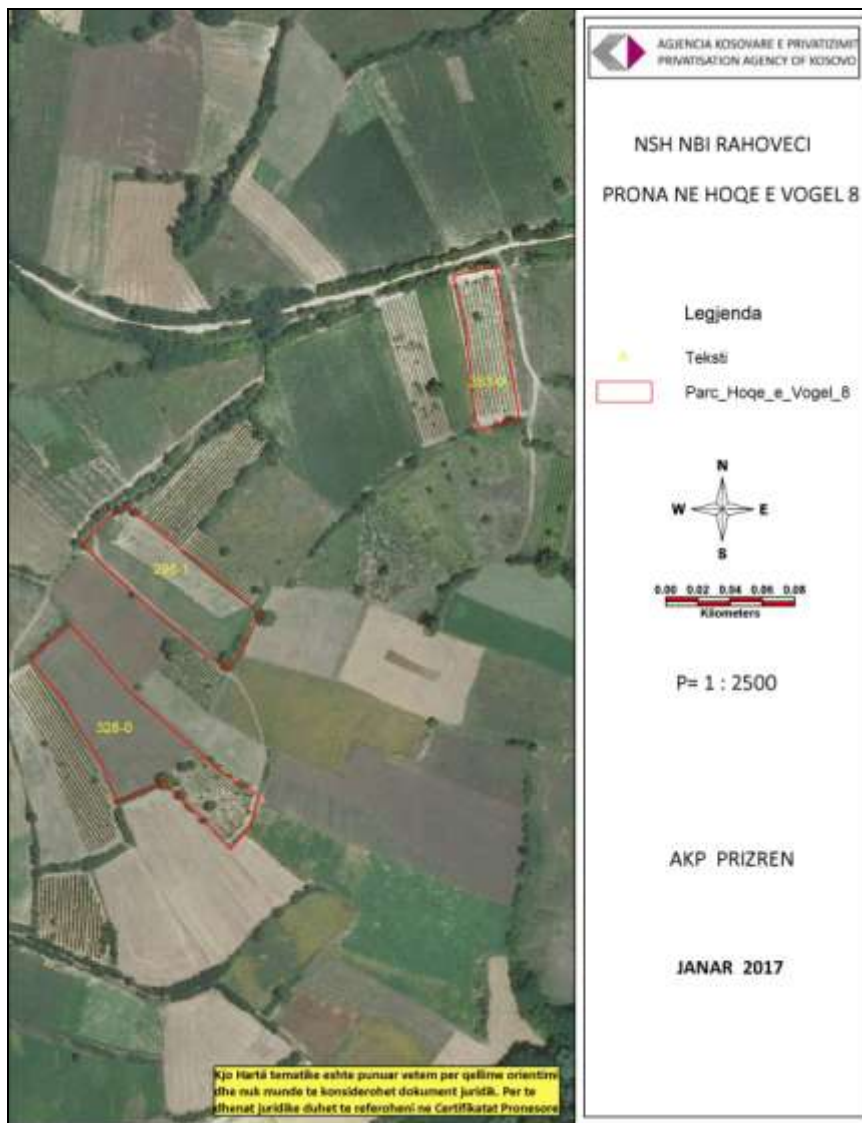 AGJENCIA KOSOVARE E PRIVATIZIMIT
PRIVATISATION AGENCY OF KOSOVO
NSH NBI RAHOVECI
PRONA NE HOQE E VOGEL 8
Legjenda
Teksti
Parc_Hoqe_e_Vogel_8
N
W E
S
0.00 0.02 0.04 0.06 0.08
Kilometers
P= 1 : 2500
AKP PRIZREN
JANAR 2017
Kjo Hartë tematike eshte punuar vetem per qellime orientimi
dhe nuk munde te konsiderohet dokument juridik. Per te
dhenat juridike duhet te referoheni ne Certifikatat Pronesore